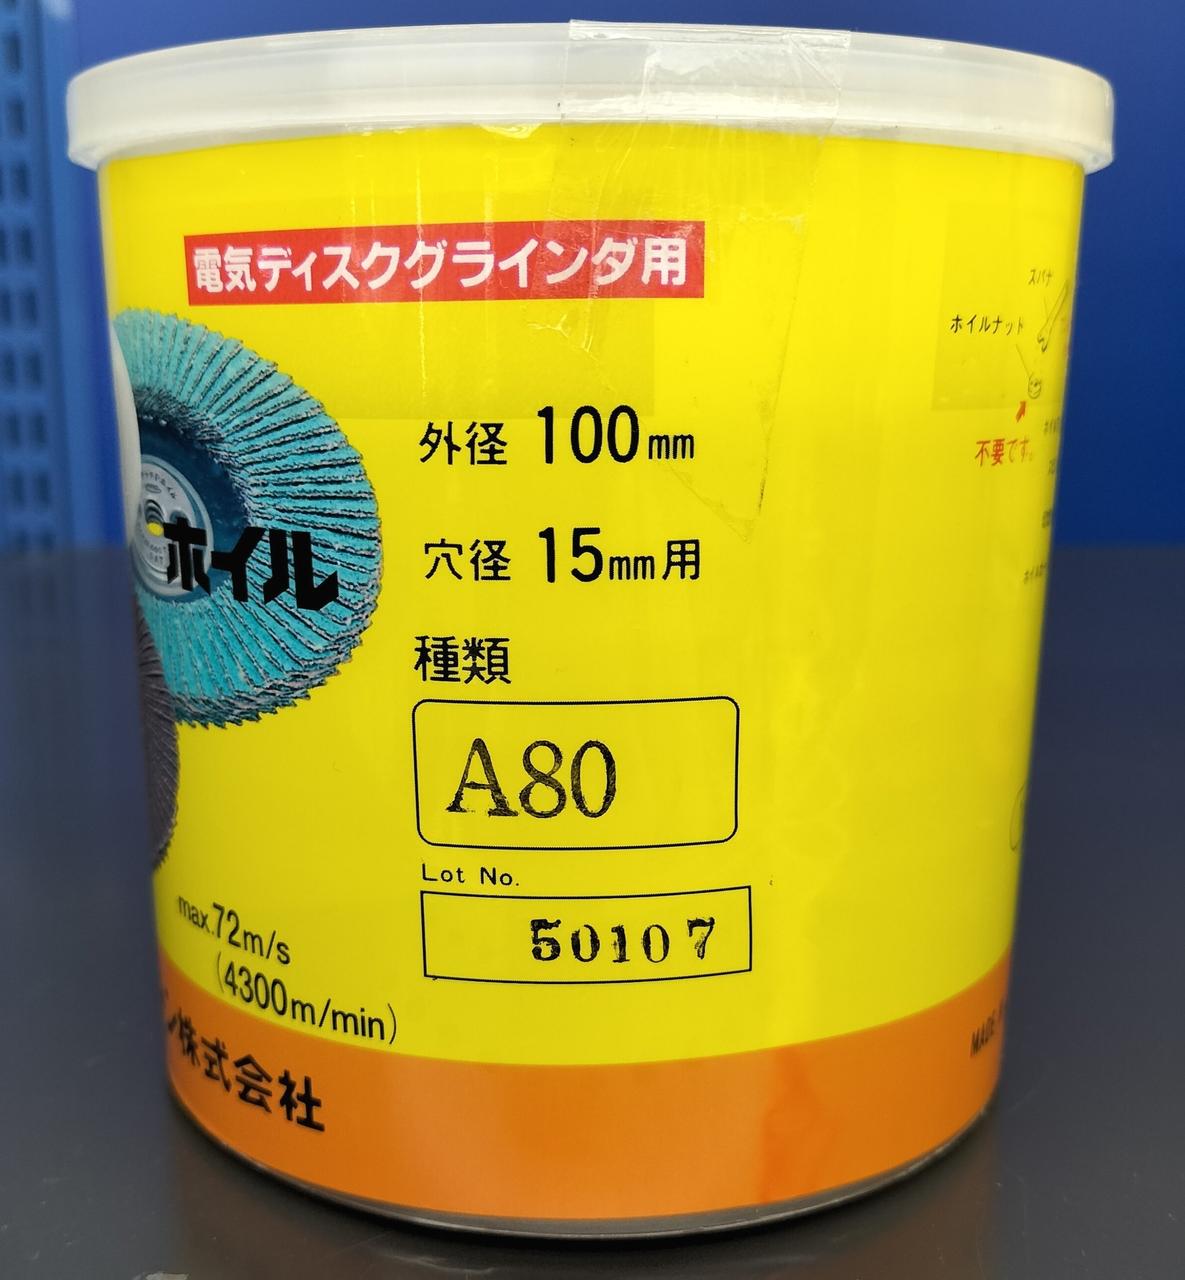 電気ディスクグラインダ用
スパナ
ホイルナット
不要です。
外径 100mm
穴径 15mm用
ホイル
種類
A80
Lot No.
50107
max.72m/s
(4300m/min)
株式会社
MADE